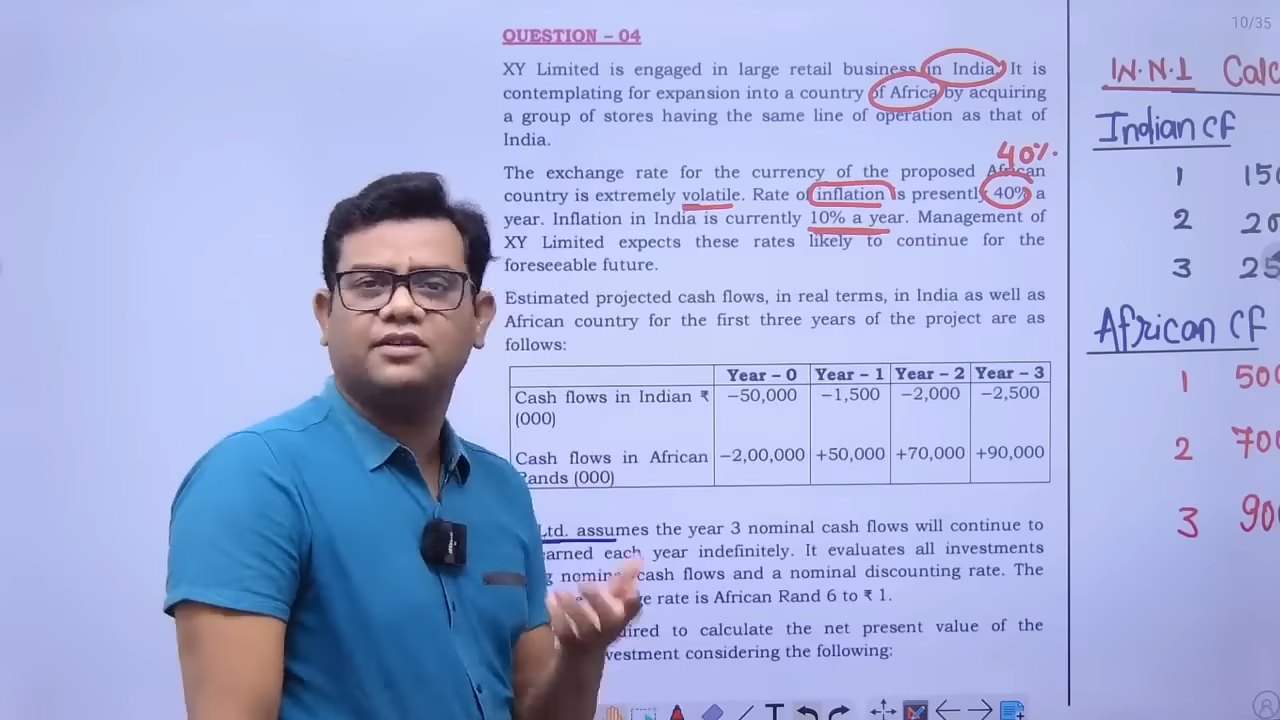 10/35
QUESTION – 04
XY Limited is engaged in large retail business in India. It is
contemplating for expansion into a country of Africa by acquiring
a group of stores having the same line of operation as that of
India.
40%.
The exchange rate for the currency of the proposed African
country is extremely volatile. Rate of inflation is presently 40% a
year. Inflation in India is currently 10% a year. Management of
XY Limited expects these rates likely to continue for the
foreseeable future.
Estimated projected cash flows, in real terms, in India as well as
African country for the first three years of the project are as
follows:
Year – 0 Year – 1 Year – 2 Year – 3
Cash flows in Indian ₹ –50,000 –1,500 –2,000 –2,500
(000)
Cash flows in African –2,00,000 +50,000 +70,000 +90,000
Rands (000)
Ltd. assumes the year 3 nominal cash flows will continue to
earned each year indefinitely. It evaluates all investments
cash flows and a nominal discounting rate. The
rate is African Rand 6 to ₹ 1.
to calculate the net present value of the
considering the following:
W.N.1
Indian CF
1 150
2 20
3 25
African CF
1 500
2 700
3 900